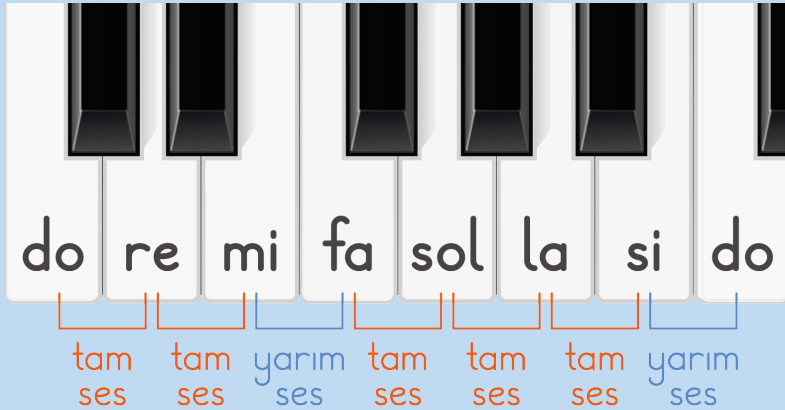 do re mi fa sol la si do
tam tam yarım tam tam tam yarım
ses ses ses ses ses ses ses